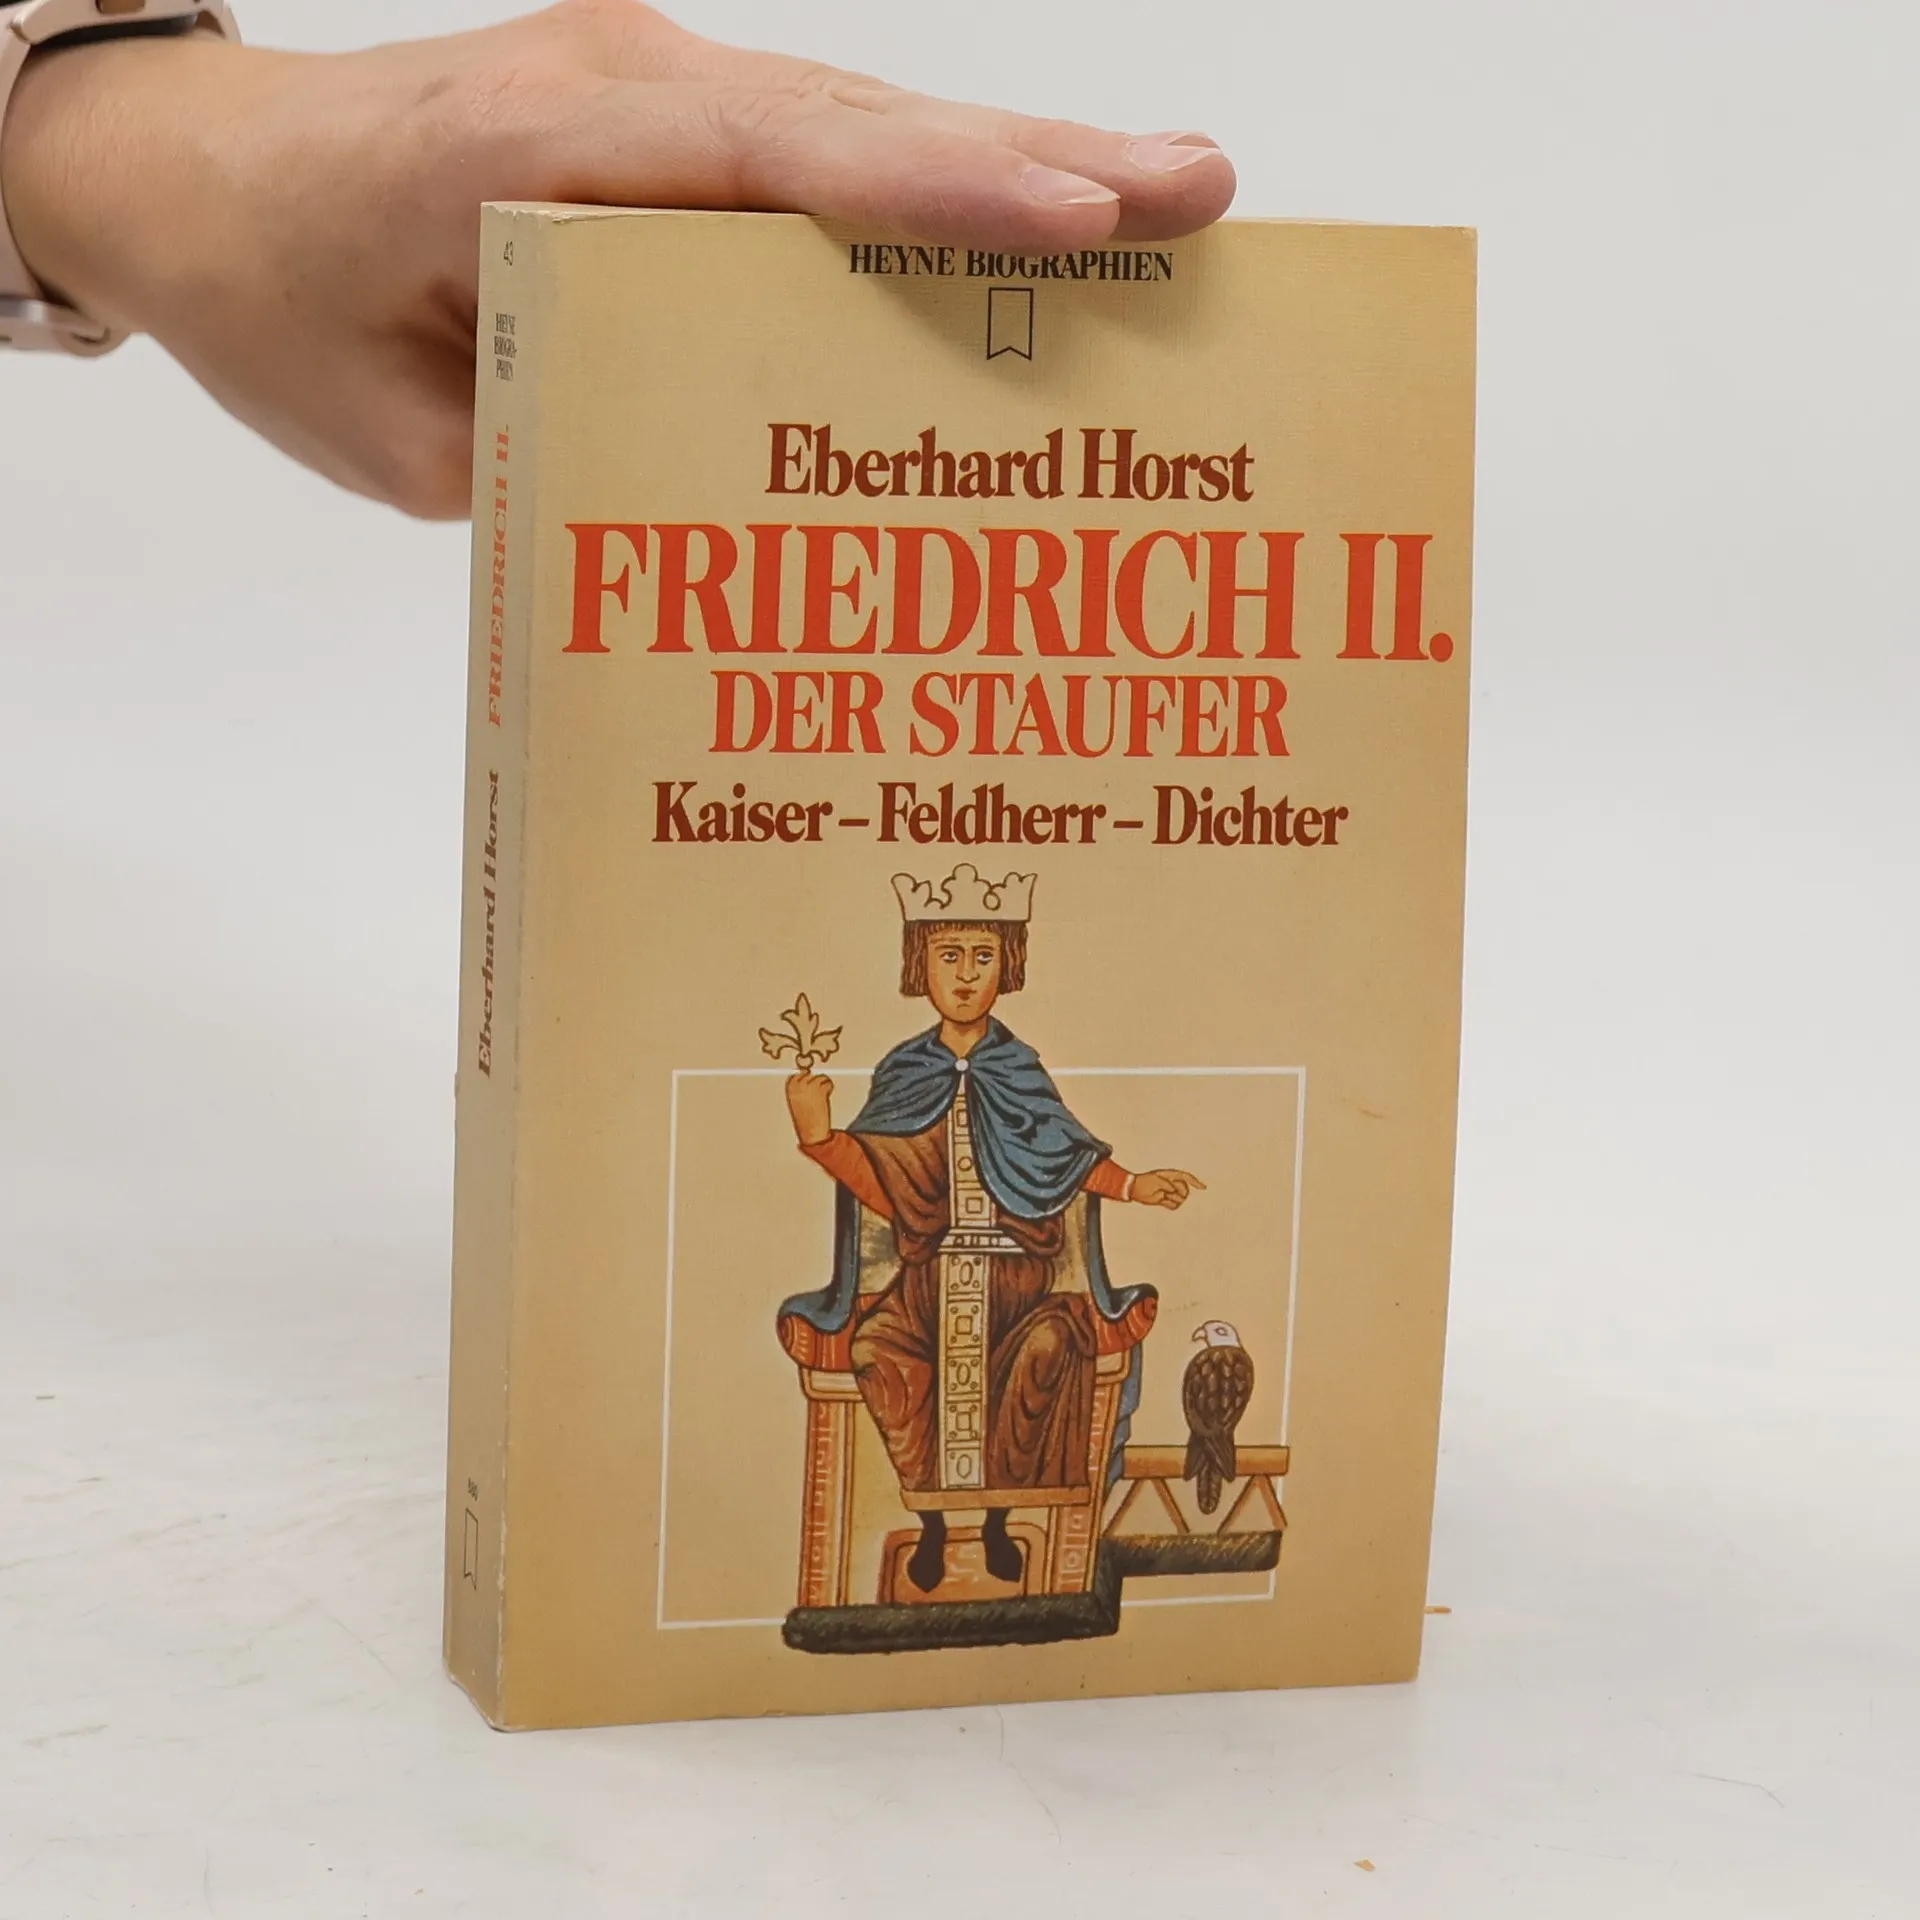 HEYNE BIOGRAPHIEN
Eberhard Horst
FRIEDRICH II.
DER STAUFER
Kaiser – Feldherr – Dichter
43
HEYNE
BIOGRA-
PHIEN
Eberhard Horst FRIEDRICH II.